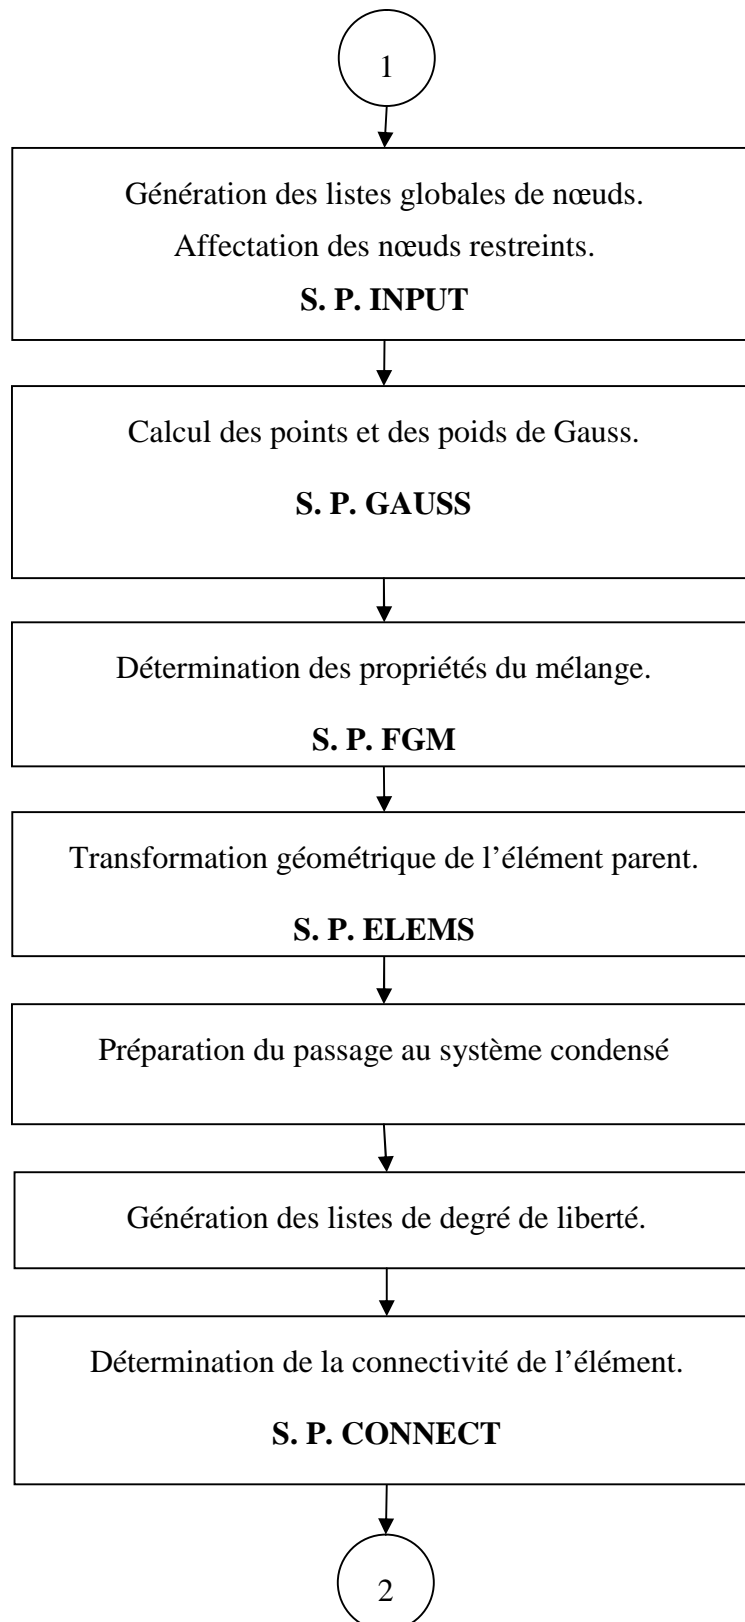 1
Génération des listes globales de nœuds.
Affectation des nœuds restreints.
S. P. INPUT
Calcul des points et des poids de Gauss.
S. P. GAUSS
Détermination des propriétés du mélange.
S. P. FGM
Transformation géométrique de l’élément parent.
S. P. ELEMS
Préparation du passage au système condensé
Génération des listes de degré de liberté.
Détermination de la connectivité de l’élément.
S. P. CONNECT
2